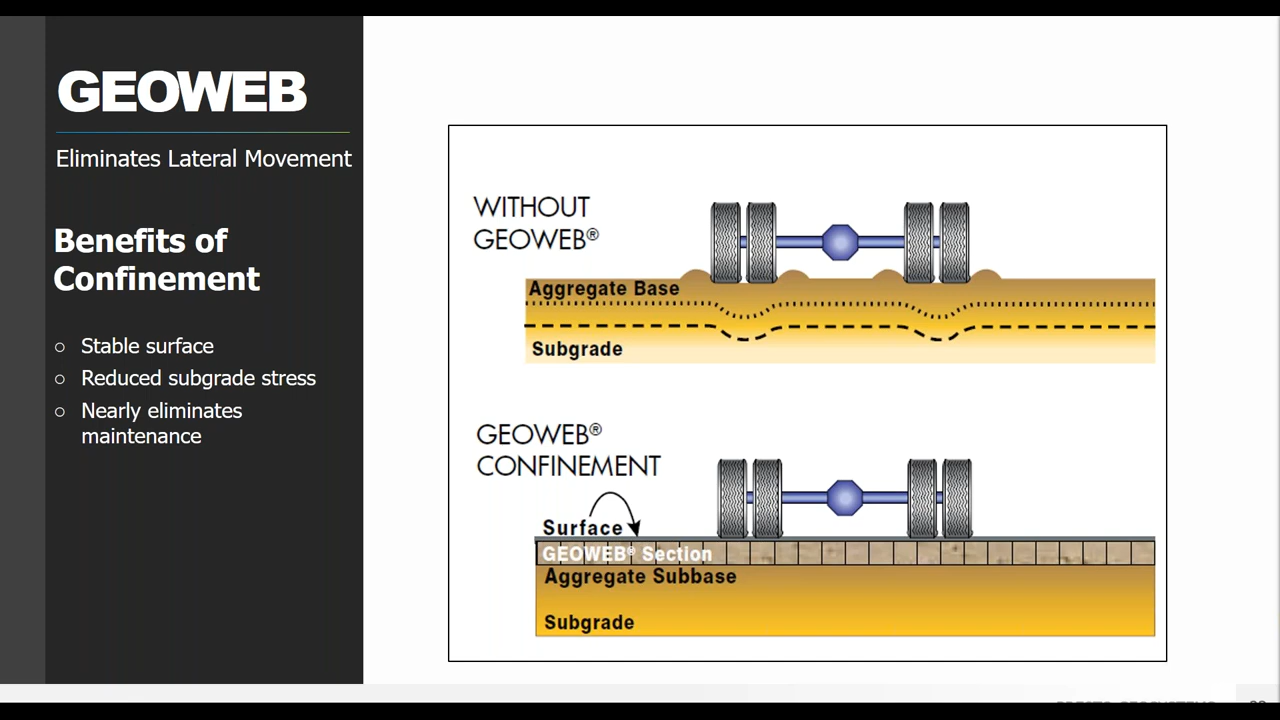 GEOWEB
Eliminates Lateral Movement
Benefits of
Confinement
○ Stable surface
○ Reduced subgrade stress
○ Nearly eliminates
maintenance
WITHOUT
GEOWEB®
Aggregate Base
Subgrade
GEOWEB®
CONFINEMENT
Surface
GEOWEB® Section
Aggregate Subbase
Subgrade